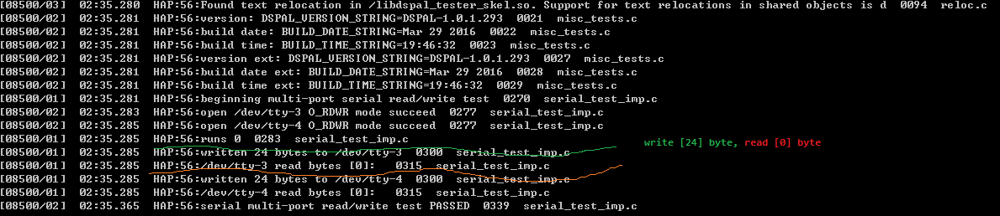 [08500/03]  02:35.280  HAP:56:Found text relocation in /libdspal_tester_skel.so. Support for text relocations in shared objects is d  0094  reloc.c
[08500/02]  02:35.281  HAP:56:version: DSPAL_VERSION_STRING=DSPAL-1.0.1.293  0021  misc_tests.c
[08500/02]  02:35.281  HAP:56:build date: BUILD_DATE_STRING=Mar 29 2016  0022  misc_tests.c
[08500/02]  02:35.281  HAP:56:build time: BUILD_TIME_STRING=19:46:32  0023  misc_tests.c
[08500/02]  02:35.281  HAP:56:version ext: DSPAL_VERSION_STRING=DSPAL-1.0.1.293  0027  misc_tests.c
[08500/02]  02:35.281  HAP:56:build date ext: BUILD_DATE_STRING=Mar 29 2016  0028  misc_tests.c
[08500/02]  02:35.281  HAP:56:build time ext: BUILD_TIME_STRING=19:46:32  0029  misc_tests.c
[08500/02]  02:35.281  HAP:56:beginning multi-port serial read/write test  0270  serial_test_imp.c
[08500/02]  02:35.283  HAP:56:open /dev/tty-3 O_RDWR mode succeed  0277  serial_test_imp.c
[08500/02]  02:35.285  HAP:56:open /dev/tty-4 O_RDWR mode succeed  0277  serial_test_imp.c
[08500/01]  02:35.285  HAP:56:runs 0  0283  serial_test_imp.c  write [24] byte, read [0] byte
[08500/01]  02:35.285  HAP:56:written 24 bytes to /dev/tty-3  0300  serial_test_imp.c
[08500/01]  02:35.285  HAP:56:/dev/tty-3 read bytes [0]:   0315  serial_test_imp.c
[08500/01]  02:35.285  HAP:56:written 24 bytes to /dev/tty-4  0300  serial_test_imp.c
[08500/01]  02:35.285  HAP:56:/dev/tty-4 read bytes [0]:   0315  serial_test_imp.c
[08500/02]  02:35.365  HAP:56:serial multi-port read/write test PASSED  0339  serial_test_imp.c